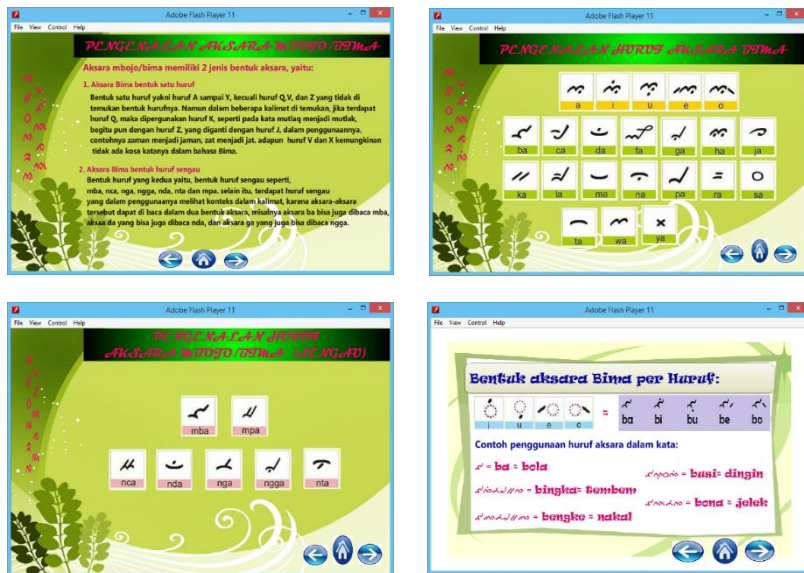 Adobe Flash Player 11
File View Control Help
PENGENALAN AKSARA MBOJO/BIMA
Aksara mbojo/bima memiliki 2 jenis bentuk aksara, yaitu:
1. Aksara Bima bentuk satu huruf
Bentuk satu huruf yakni huruf A sampai Y, kecuali huruf Q,V, dan Z yang tidak di
temukan bentuk hurufnya. Namun dalam beberapa kalimat di temukan, jika terdapat
huruf Q, maka dipergunakan huruf K, seperti pada kata mutlaq menjadi mutlak,
begitu pun dengan huruf Z, yang diganti dengan huruf J, dalam penggunaannya,
contohnya zaman menjadi jaman, zat menjadi jat. adapun huruf V dan X kemungkinan
tidak ada kosa katanya dalam bahasa Bima.
2. Aksara Bima bentuk huruf sengau
Bentuk huruf yang kedua yaitu, bentuk huruf sengau seperti,
mba, nca, nga, ngga, nda, nta dan mpa. selain itu, terdapat huruf sengau
yang dalam penggunaanya melihat konteks dalam kalimat, karena aksara-aksara
tersebut dapat di baca dalam dua bentuk aksara, misalnya aksara ba bisa juga dibaca mba,
aksaa da yang bisa juga dibaca nda, dan aksara ga yang juga bisa dibaca ngga.
Adobe Flash Player 11
File View Control Help
PENGENALAN HURUF AKSARA BIMA
a i u e o
ba ca da fa ga ha ja
ka la ma na pa ra sa
ta wa ya
Adobe Flash Player 11
File View Control Help
PENGENALAN HURUF
AKSARA MBOJO/BIMA (SENGAU)
mba mpa
nca nda nga ngga nta
Adobe Flash Player 11
File View Control Help
Bentuk aksara Bima per Huruf:
i u e o = ba bi bu be bo
Contoh penggunaan huruf aksara dalam kata:
= ba = bola
= busi= dingin
= bingka= tembem
= bona = jelek
= bengke = nakal